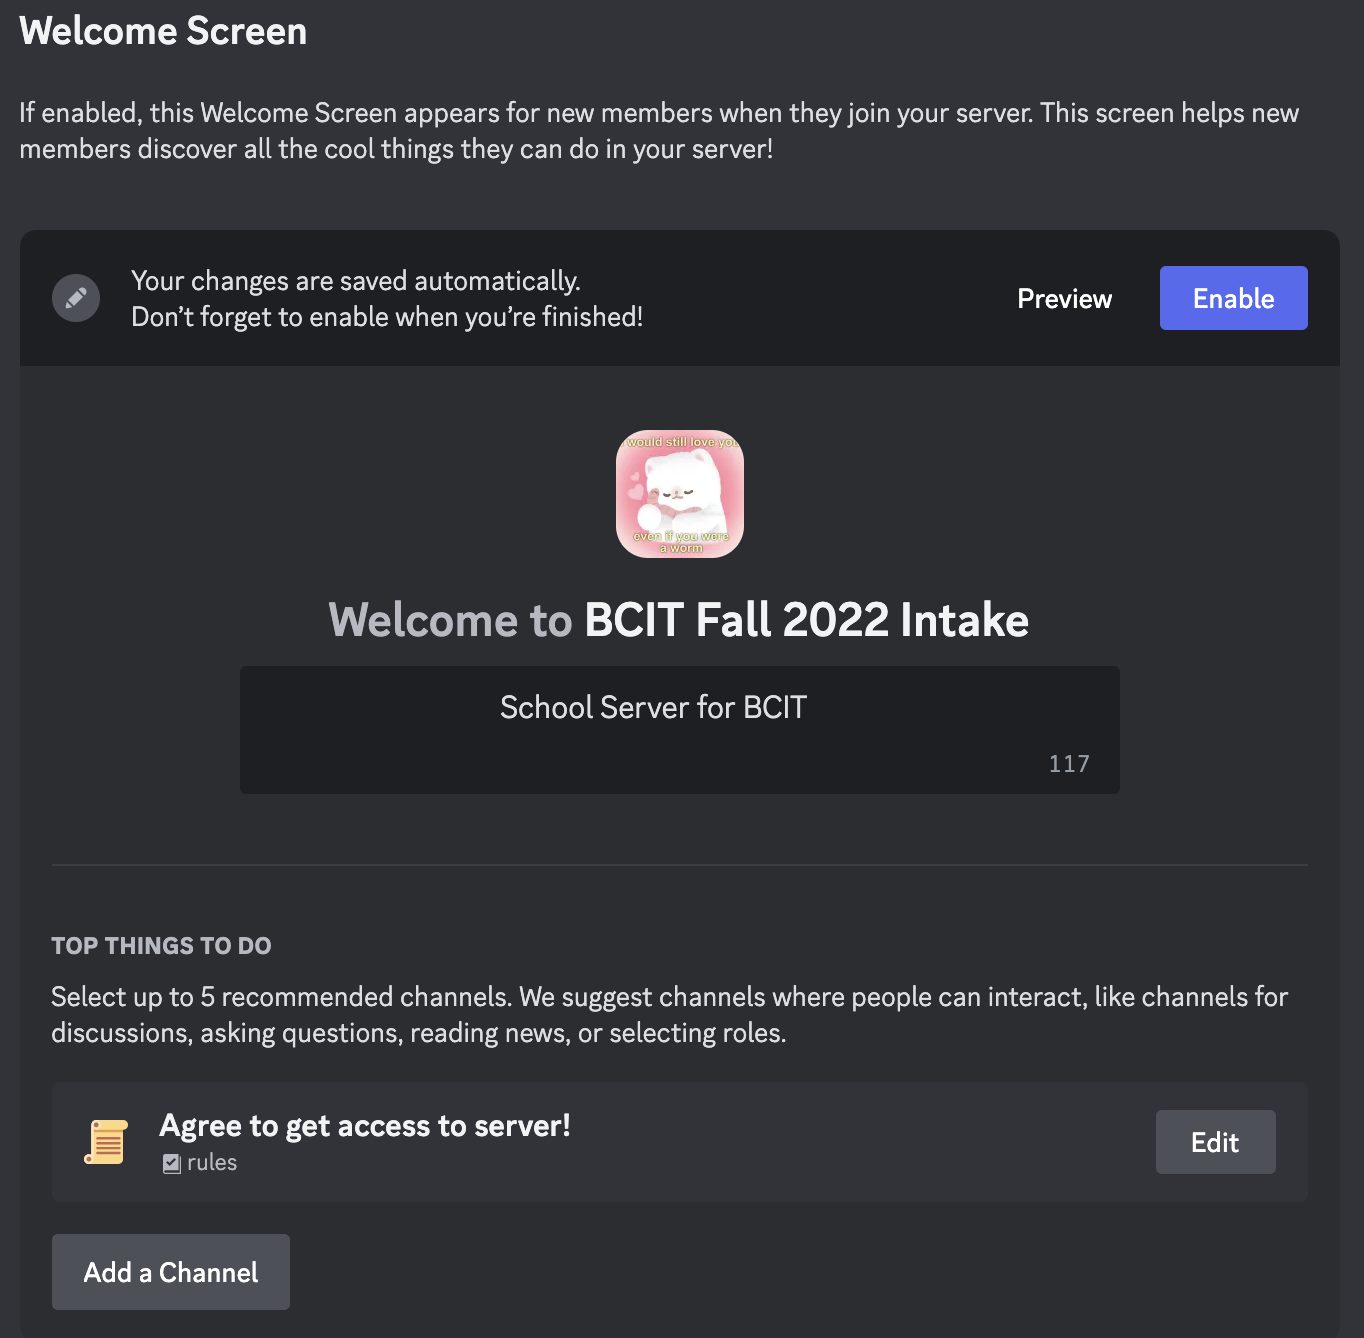 Welcome Screen
If enabled, this Welcome Screen appears for new members when they join your server. This screen helps new
members discover all the cool things they can do in your server!
Your changes are saved automatically.
Don’t forget to enable when you’re finished!
Preview
Enable
would still love you
even if you were
a worm
Welcome to BCIT Fall 2022 Intake
School Server for BCIT
117
TOP THINGS TO DO
Select up to 5 recommended channels. We suggest channels where people can interact, like channels for
discussions, asking questions, reading news, or selecting roles.
Agree to get access to server!
rules
Edit
Add a Channel